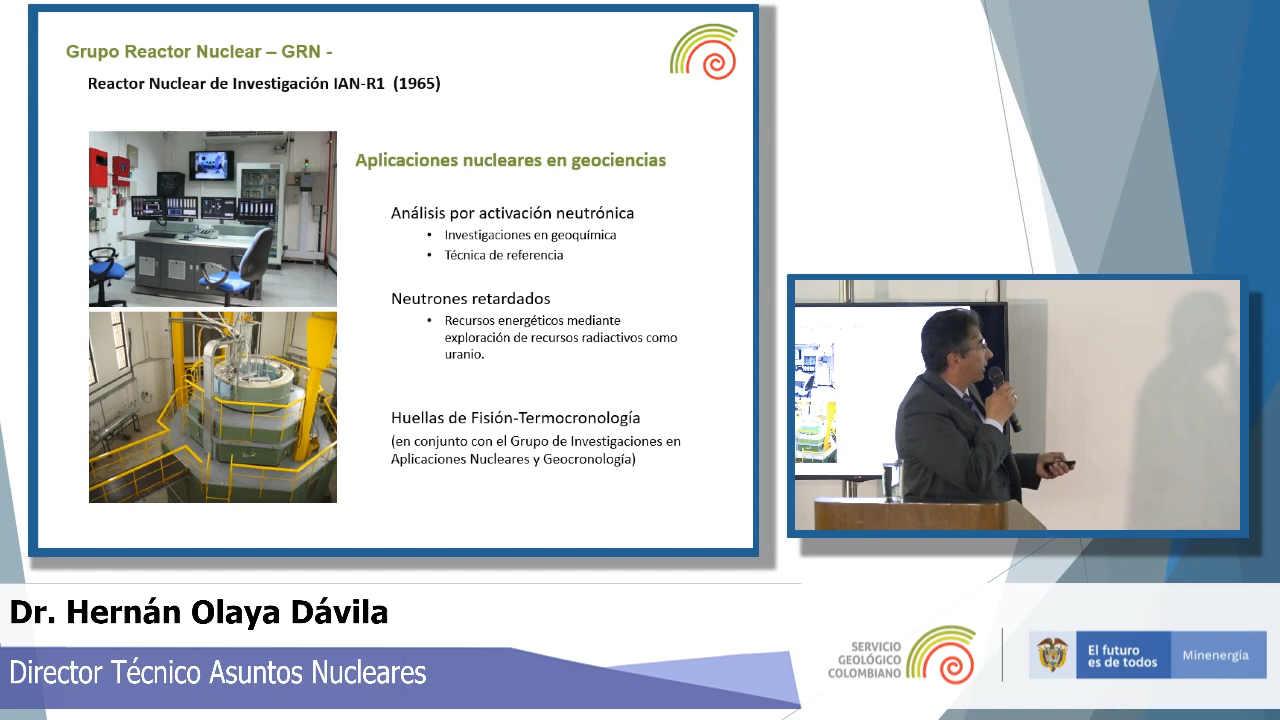 Grupo Reactor Nuclear – GRN -
Reactor Nuclear de Investigación IAN-R1 (1965)
Aplicaciones nucleares en geociencias
Análisis por activación neutrónica
• Investigaciones en geoquímica
• Técnica de referencia
Neutrones retardados
• Recursos energéticos mediante
exploración de recursos radiactivos como
uranio.
Huellas de Fisión-Termocronología
(en conjunto con el Grupo de Investigaciones en
Aplicaciones Nucleares y Geocronología)
Dr. Hernán Olaya Dávila
Director Técnico Asuntos Nucleares
SERVICIO
GEOLÓGICO
COLOMBIANO
El futuro
es de todos
Minenergía